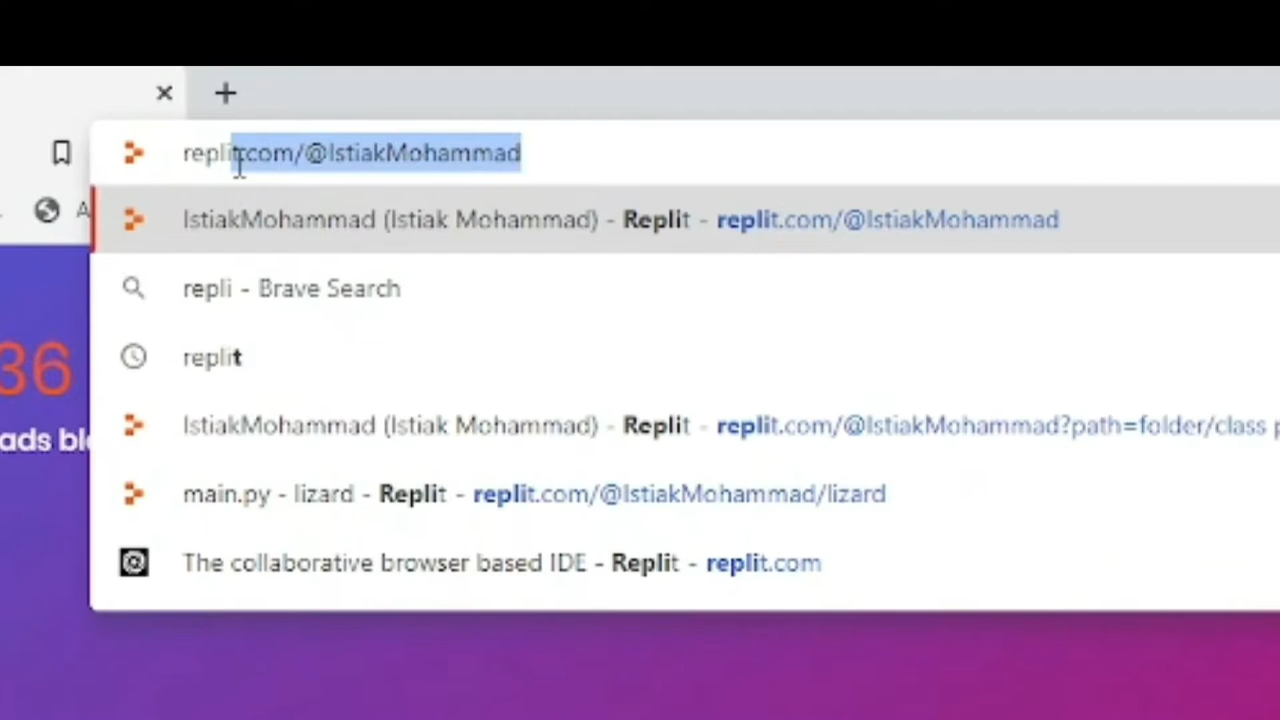 replit.com/@IstiakMohammad
A
IstiakMohammad (Istiak Mohammad) - Replit - replit.com/@IstiakMohammad
repli - Brave Search
replit
36
IstiakMohammad (Istiak Mohammad) - Replit - replit.com/@IstiakMohammad?path=folder/class p
ads blo
main.py - lizard - Replit - replit.com/@IstiakMohammad/lizard
The collaborative browser based IDE - Replit - replit.com